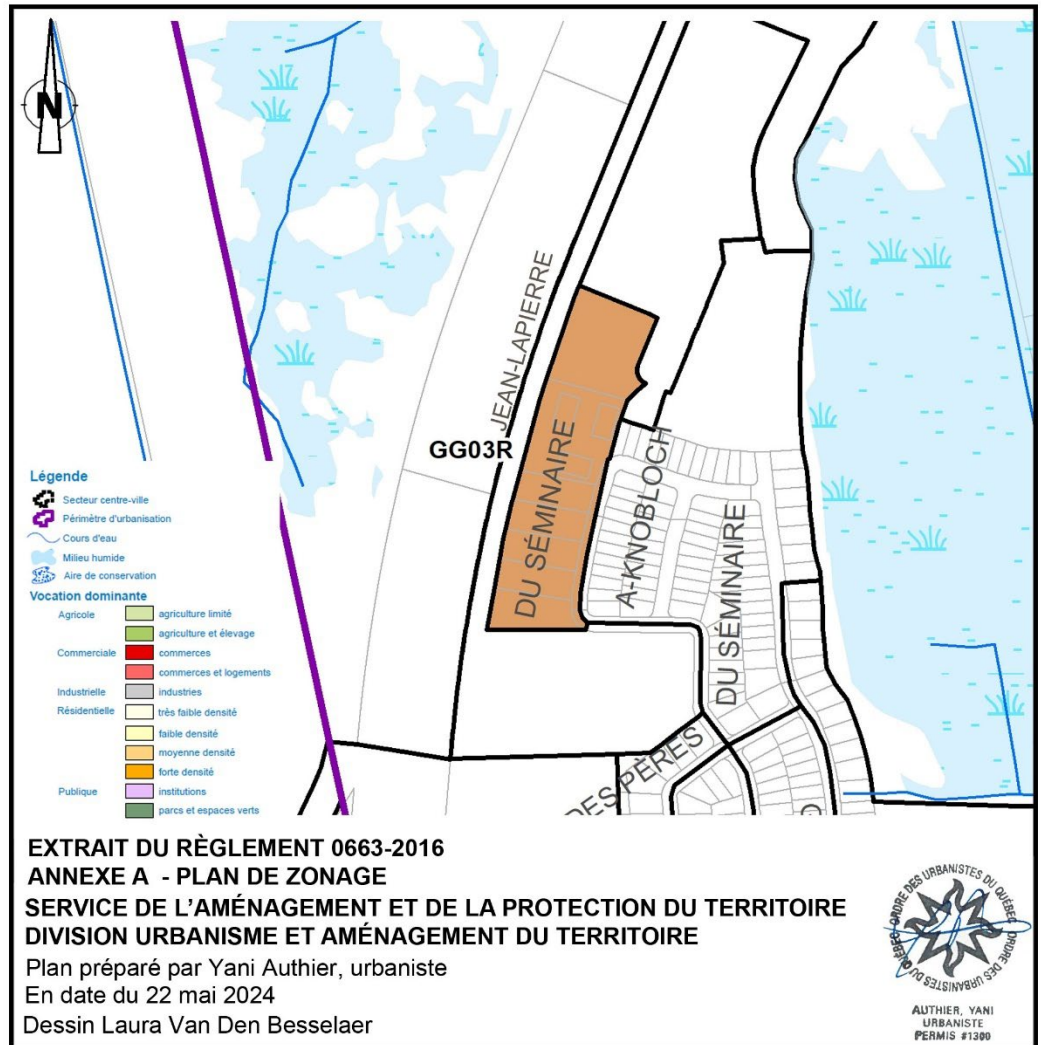 N
JEAN-LAPIERRE
GG03R
DU SÉMINAIRE
A-KNOBLOCH
DU SÉMINAIRE
DES PÈRES
Légende
Secteur centre-ville
Périmètre d'urbanisation
Cours d'eau
Milieu humide
Aire de conservation
Vocation dominante
Agricole agriculture limité
agriculture et élevage
Commerciale commerces
commerces et logements
Industrielle industries
Résidentielle très faible densité
faible densité
moyenne densité
forte densité
Publique institutions
parcs et espaces verts
EXTRAIT DU RÈGLEMENT 0663-2016
ANNEXE A - PLAN DE ZONAGE
SERVICE DE L'AMÉNAGEMENT ET DE LA PROTECTION DU TERRITOIRE
DIVISION URBANISME ET AMÉNAGEMENT DU TERRITOIRE
Plan préparé par Yani Authier, urbaniste
En date du 22 mai 2024
Dessin Laura Van Den Besselaer
ORDRE DES URBANISTES DU QUÉBEC
ORDRE DES URBANISTES DU QUÉBEC
AUTHIER, YANI
URBANISTE
PERMIS #1300